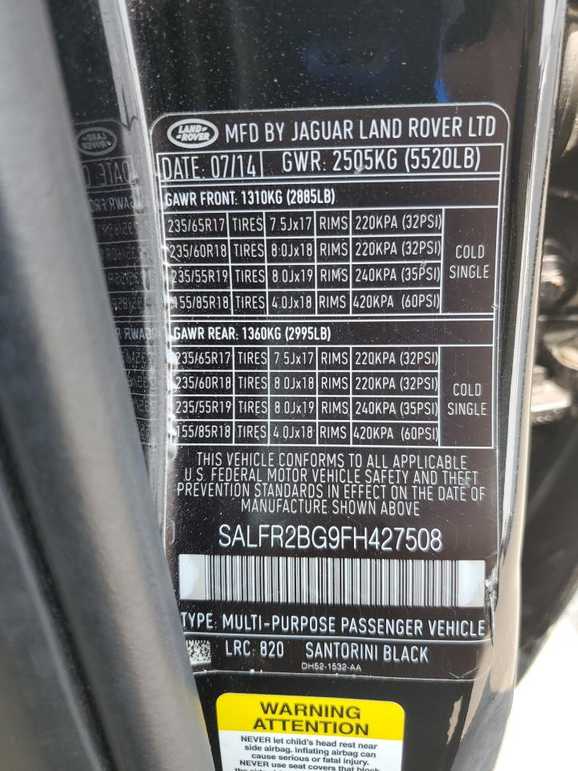 LAND ROVER MFD BY JAGUAR LAND ROVER LTD
DATE: 07/14 GWR: 2505KG (5520LB)
GAWR FRONT: 1310KG (2885LB)
235/65R17 TIRES 7.5Jx17 RIMS 220KPA (32PSI)
235/60R18 TIRES 8.0Jx18 RIMS 220KPA (32PSI)
235/55R19 TIRES 8.0Jx19 RIMS 240KPA (35PSI)
155/85R18 TIRES 4.0Jx18 RIMS 420KPA (60PSI)
COLD
SINGLE
GAWR REAR: 1360KG (2995LB)
235/65R17 TIRES 7.5Jx17 RIMS 220KPA (32PSI)
235/60R18 TIRES 8.0Jx18 RIMS 220KPA (32PSI)
235/55R19 TIRES 8.0Jx19 RIMS 240KPA (35PSI)
155/85R18 TIRES 4.0Jx18 RIMS 420KPA (60PSI)
COLD
SINGLE
THIS VEHICLE CONFORMS TO ALL APPLICABLE
U.S. FEDERAL MOTOR VEHICLE SAFETY AND THEFT
PREVENTION STANDARDS IN EFFECT ON THE DATE OF
MANUFACTURE SHOWN ABOVE
SALFR2BG9FH427508
TYPE: MULTI-PURPOSE PASSENGER VEHICLE
LRC: 820 SANTORINI BLACK
DH52-1532-AA
WARNING
ATTENTION
NEVER let child's head rest near
side airbag. inflating airbag can
cause serious or fatal injury.
NEVER use seat covers that block